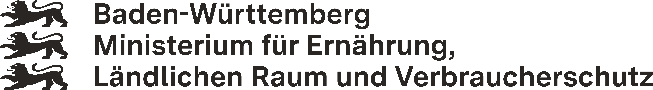 Baden-Württemberg
Ministerium für Ernährung,
Ländlichen Raum und Verbraucherschutz